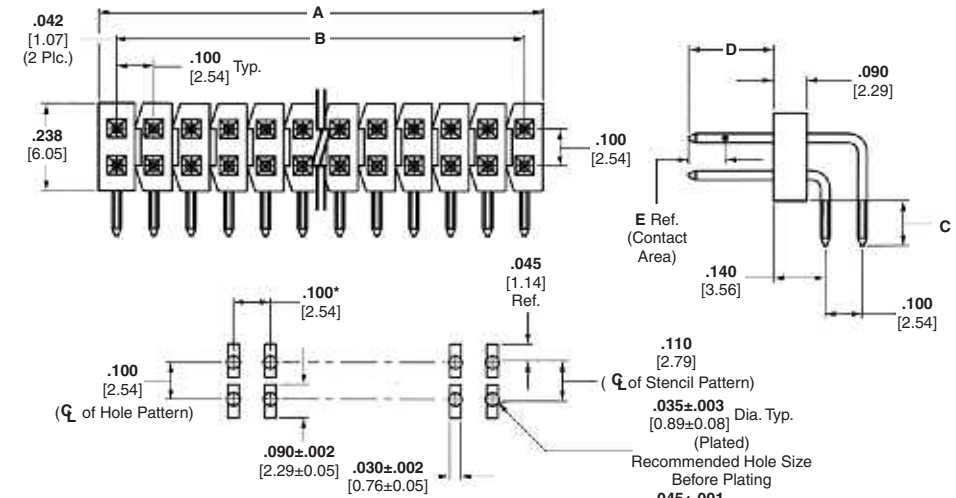 A
.042
[1.07]
(2 Plc.)
B
.100
[2.54] Typ.
D
.090
[2.29]
.238
[6.05]
.100
[2.54]
E Ref.
(Contact
Area)
C
.140
[3.56]
.100
[2.54]
.045
[1.14]
Ref.
.100*
[2.54]
.100
[2.54]
(℄ of Hole Pattern)
.110
[2.79]
( ℄ of Stencil Pattern)
.090±.002
[2.29±0.05]
.030±.002
[0.76±0.05]
.035±.003
[0.89±0.08] Dia. Typ.
(Plated)
Recommended Hole Size
Before Plating
.045±.001